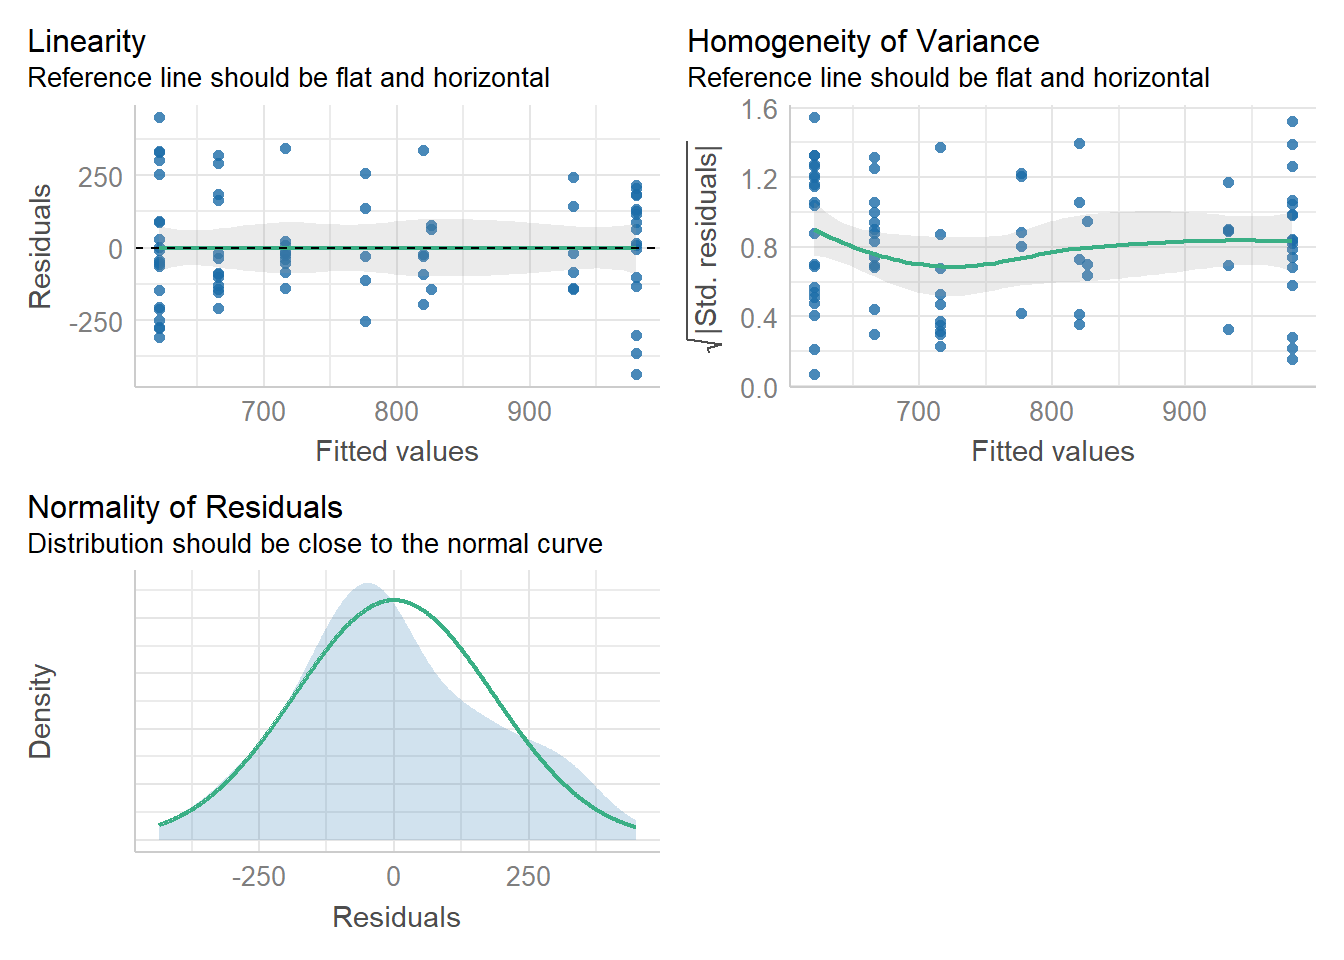 Linearity
Reference line should be flat and horizontal
Residuals
250
0
-250
700 800 900
Fitted values
Homogeneity of Variance
Reference line should be flat and horizontal
√|Std. residuals|
1.6
1.2
0.8
0.4
0.0
700 800 900
Fitted values
Normality of Residuals
Distribution should be close to the normal curve
Density
-250 0 250
Residuals